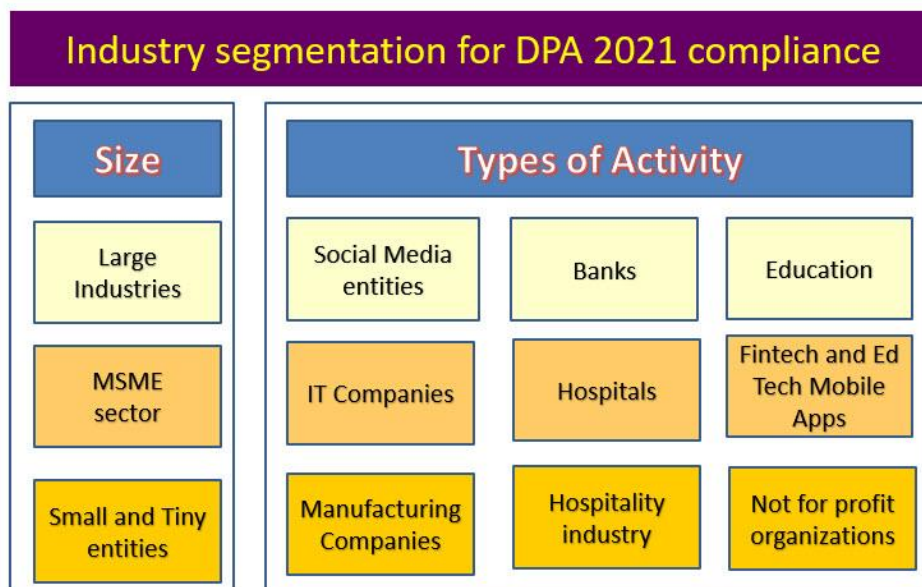 Industry segmentation for DPA 2021 compliance
Size
Types of Activity
Large
Industries
Social Media
entities
Banks
Education
MSME
sector
IT Companies
Hospitals
Fintech and Ed
Tech Mobile
Apps
Small and Tiny
entities
Manufacturing
Companies
Hospitality
industry
Not for profit
organizations